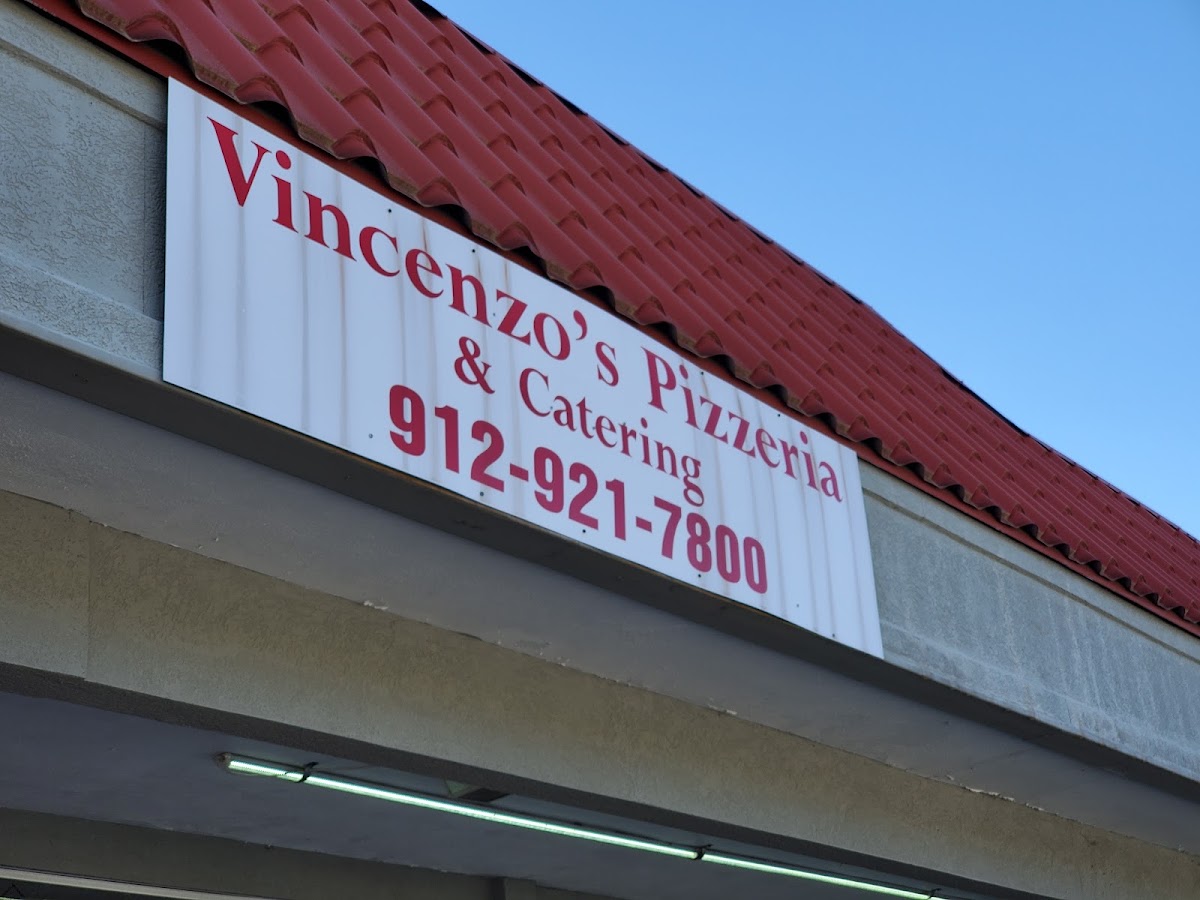 Vincenzo's Pizzeria
& Catering
912-921-7800